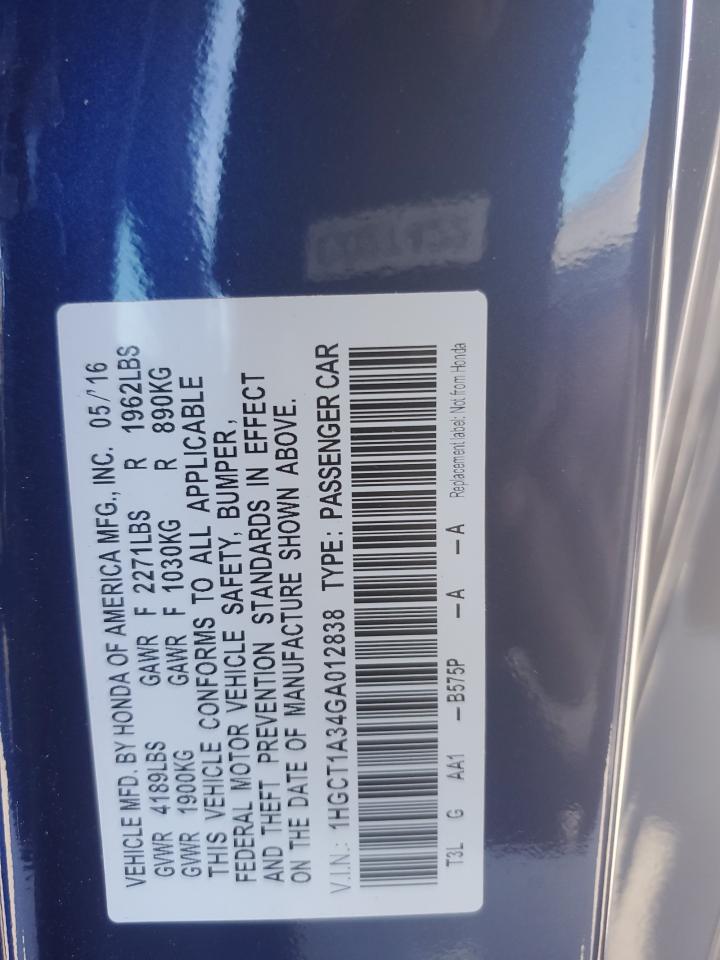 VEHICLE MFD. BY HONDA OF AMERICA MFG., INC. 05/'16
GVWR 4189LBS GAWR F 2271LBS R 1962LBS
GVWR 1900KG GAWR F 1030KG R 890KG
THIS VEHICLE CONFORMS TO ALL APPLICABLE
FEDERAL MOTOR VEHICLE SAFETY, BUMPER,
AND THEFT PREVENTION STANDARDS IN EFFECT
ON THE DATE OF MANUFACTURE SHOWN ABOVE.
V.I.N.: 1HGCT1A34GA012838 TYPE: PASSENGER CAR
T3L G AA1 – B575P – A – A Replacement label: Not from Honda